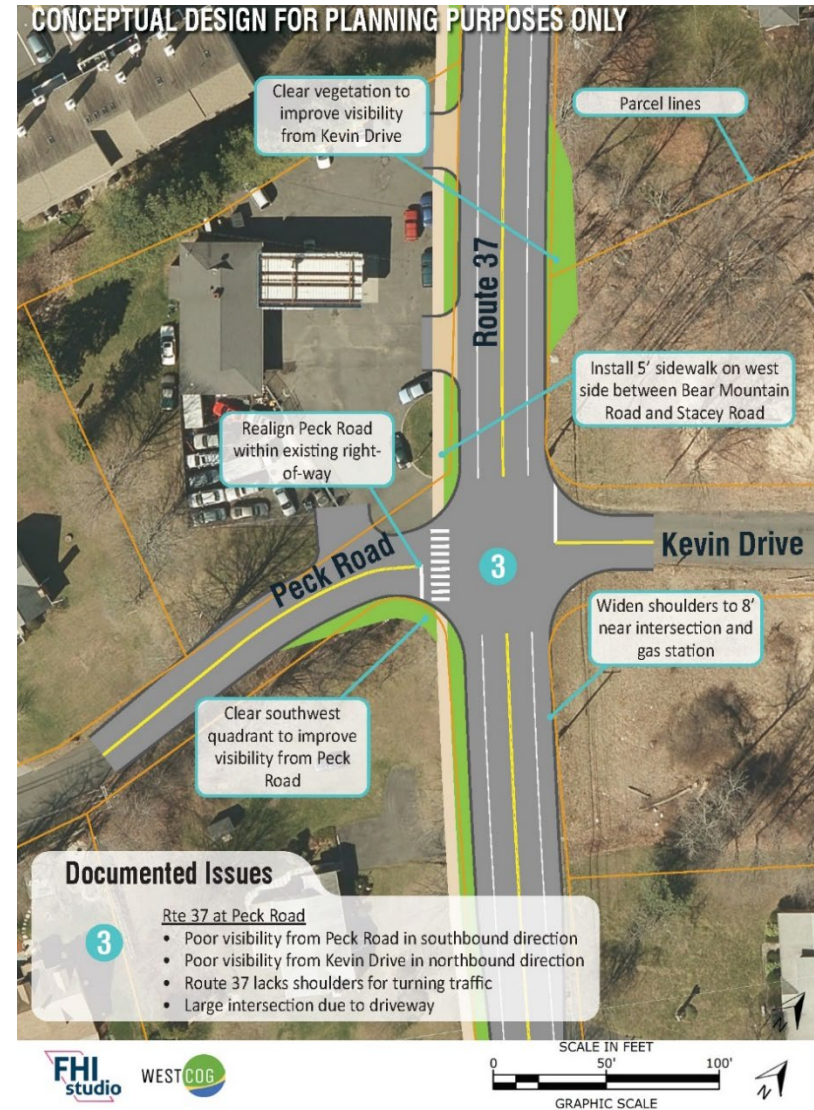 CONCEPTUAL DESIGN FOR PLANNING PURPOSES ONLY
Clear vegetation to
improve visibility
from Kevin Drive
Parcel lines
Route 37
Install 5' sidewalk on west
side between Bear Mountain
Road and Stacey Road
Realign Peck Road
within existing right-
of-way
Peck Road
3
Kevin Drive
Widen shoulders to 8'
near intersection and
gas station
Clear southwest
quadrant to improve
visibility from Peck
Road
Documented Issues
3
Rte 37 at Peck Road
• Poor visibility from Peck Road in southbound direction
• Poor visibility from Kevin Drive in northbound direction
• Route 37 lacks shoulders for turning traffic
• Large intersection due to driveway
N
FHI
studio
WESTCOG
SCALE IN FEET
0 50' 100'
GRAPHIC SCALE
N